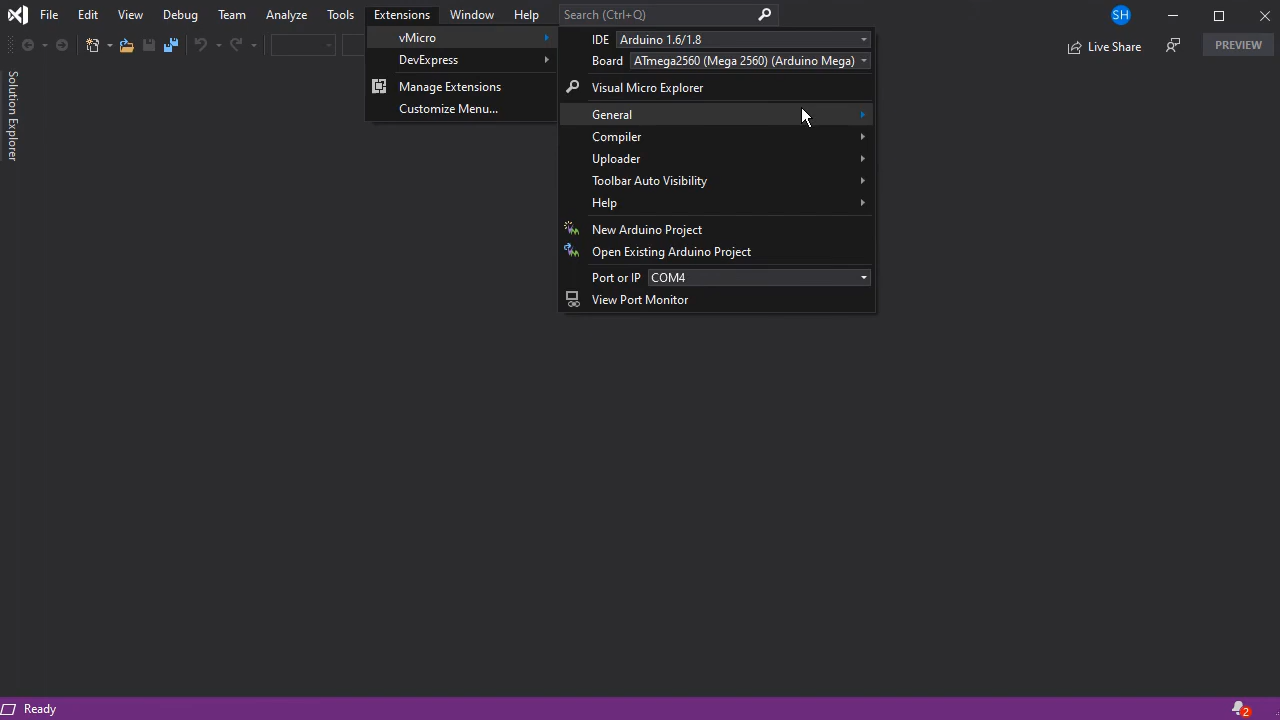 File Edit View Debug Team Analyze Tools Extensions Window Help Search (Ctrl+Q) SH
Live Share PREVIEW
Solution Explorer
vMicro
DevExpress
Manage Extensions
Customize Menu...
IDE Arduino 1.6/1.8
Board ATmega2560 (Mega 2560) (Arduino Mega)
Visual Micro Explorer
General
Compiler
Uploader
Toolbar Auto Visibility
Help
New Arduino Project
Open Existing Arduino Project
Port or IP COM4
View Port Monitor
Ready 2